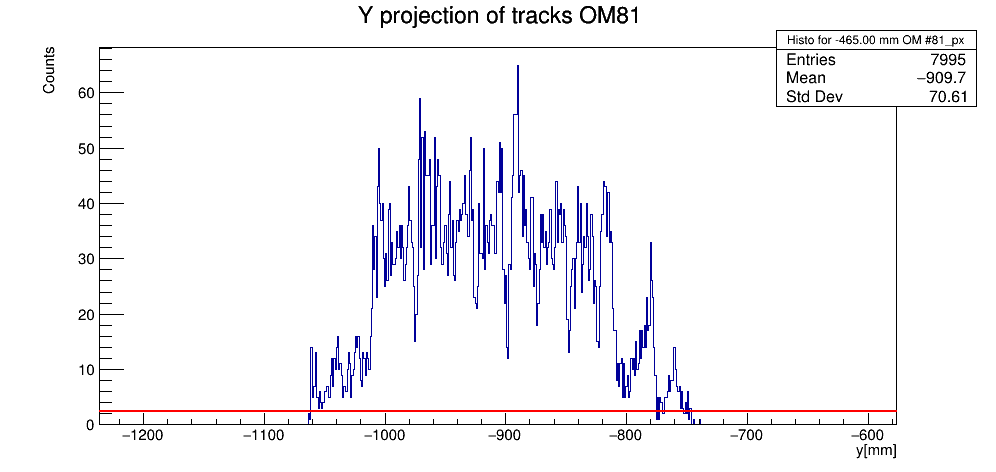 Y projection of tracks OM81
Histo for -465.00 mm OM #81_px
Entries 7995
Mean −909.7
Std Dev 70.61
Counts
60
50
40
30
20
10
0
−1200 −1100 −1000 −900 −800 −700 −600
y[mm]